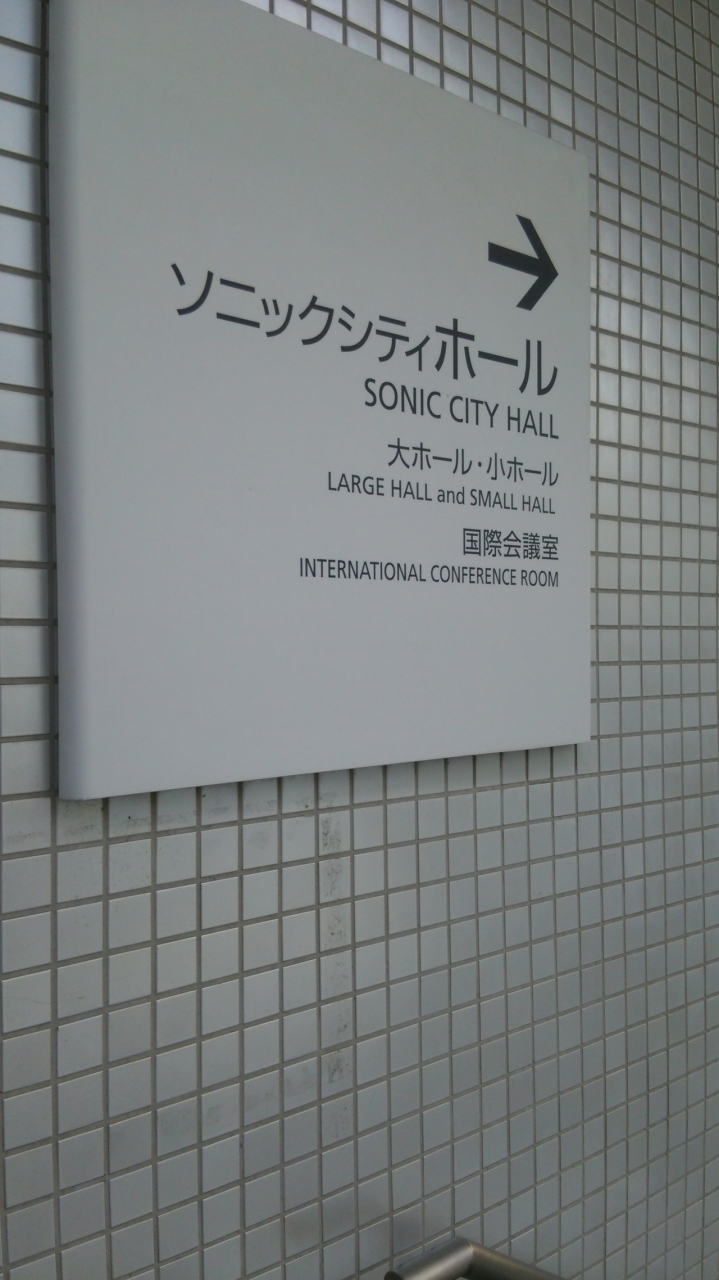 →
ソニックシティホール
SONIC CITY HALL
大ホール・小ホール
LARGE HALL and SMALL HALL
国際会議室
INTERNATIONAL CONFERENCE ROOM